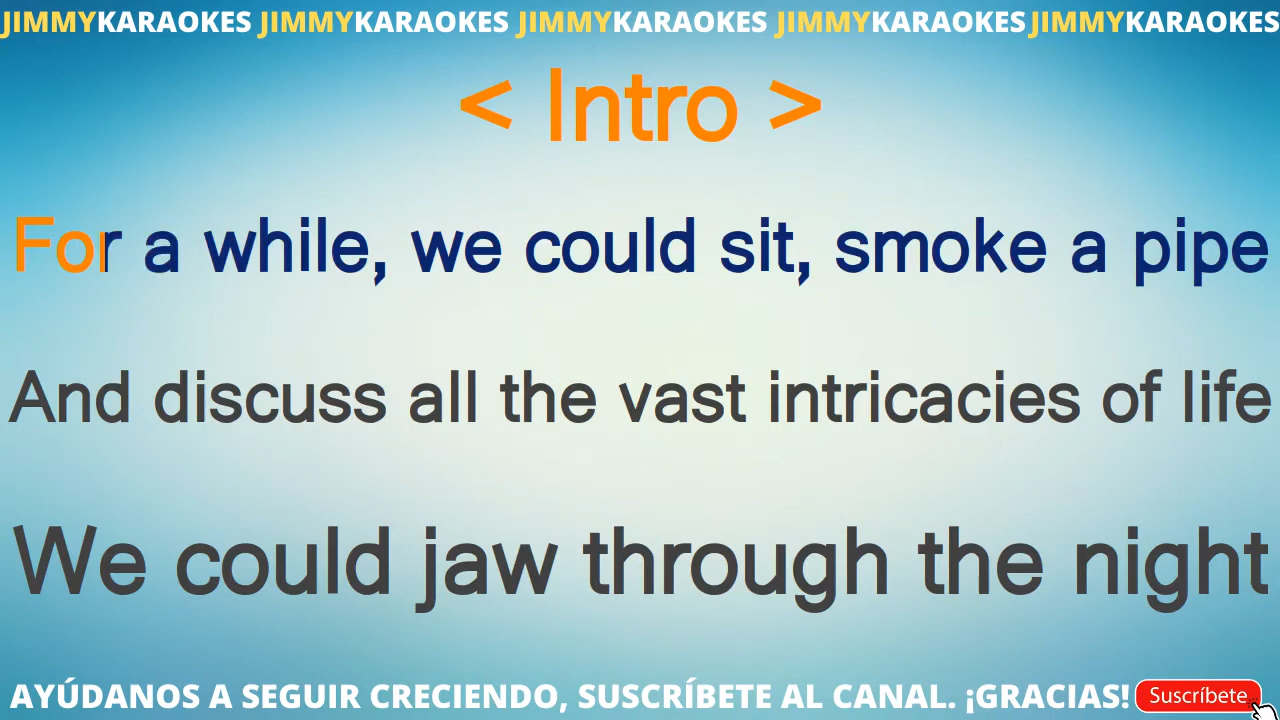 JIMMYKARAOKES JIMMYKARAOKES JIMMYKARAOKES JIMMYKARAOKES JIMMYKARAOKES
< Intro >
For a while, we could sit, smoke a pipe
And discuss all the vast intricacies of life
We could jaw through the night
AYÚDANOS A SEGUIR CRECIENDO, SUSCRÍBETE AL CANAL. ¡GRACIAS! Suscríbete